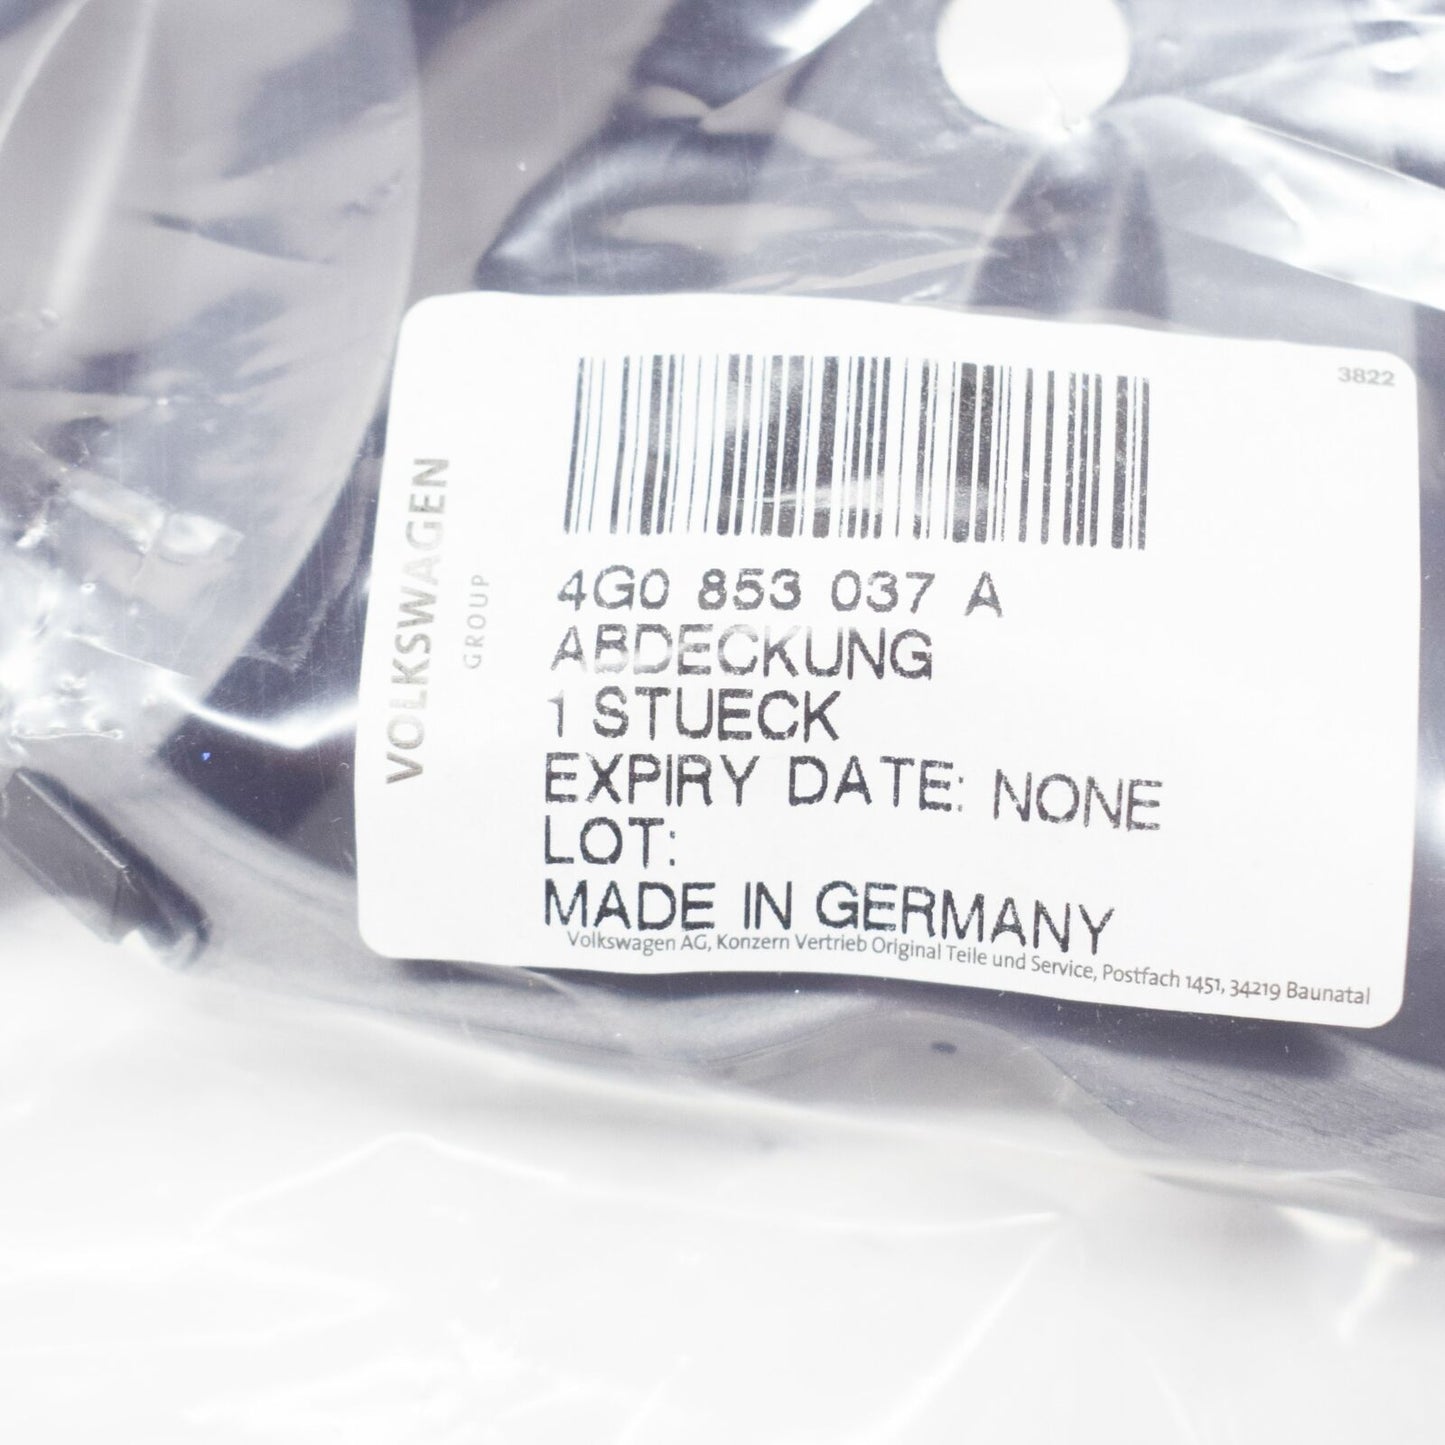 3822
VOLKSWAGEN
GROUP
4G0 853 037 A
ABDECKUNG
1 STUECK
EXPIRY DATE: NONE
LOT:
MADE IN GERMANY
Volkswagen AG, Konzern Vertrieb Original Teile und Service, Postfach 1451, 34219 Baunatal